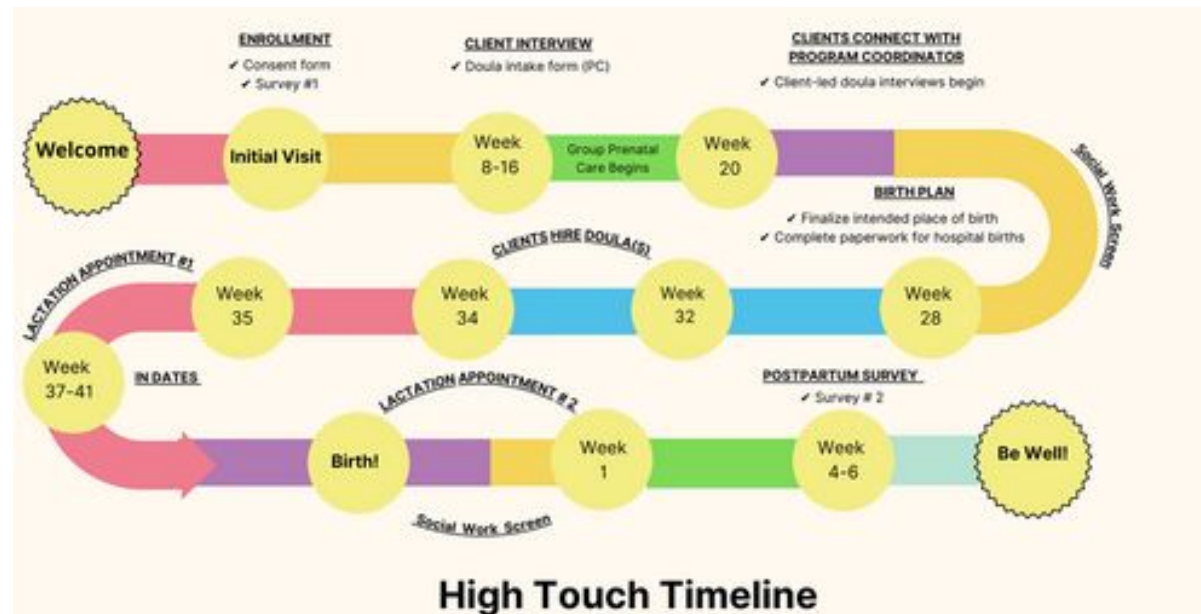 ENROLLMENT
✔ Consent form
✔ Survey #1
CLIENT INTERVIEW
✔ Doula intake form (PC)
CLIENTS CONNECT WITH
PROGRAM COORDINATOR
✔ Client-led doula interviews begin
Welcome
Initial Visit
Week
8-16
Group Prenatal
Care Begins
Week
20
Social Work Screen
BIRTH PLAN
✔ Finalize intended place of birth
✔ Complete paperwork for hospital births
CLIENTS HIRE DOULA(S)
LACTATION APPOINTMENT #1
Week
35
Week
34
Week
32
Week
28
Week
37-41
IN DATES
LACTATION APPOINTMENT # 2
POSTPARTUM SURVEY
✔ Survey # 2
Birth!
Week
1
Week
4-6
Be Well!
Social Work Screen
High Touch Timeline